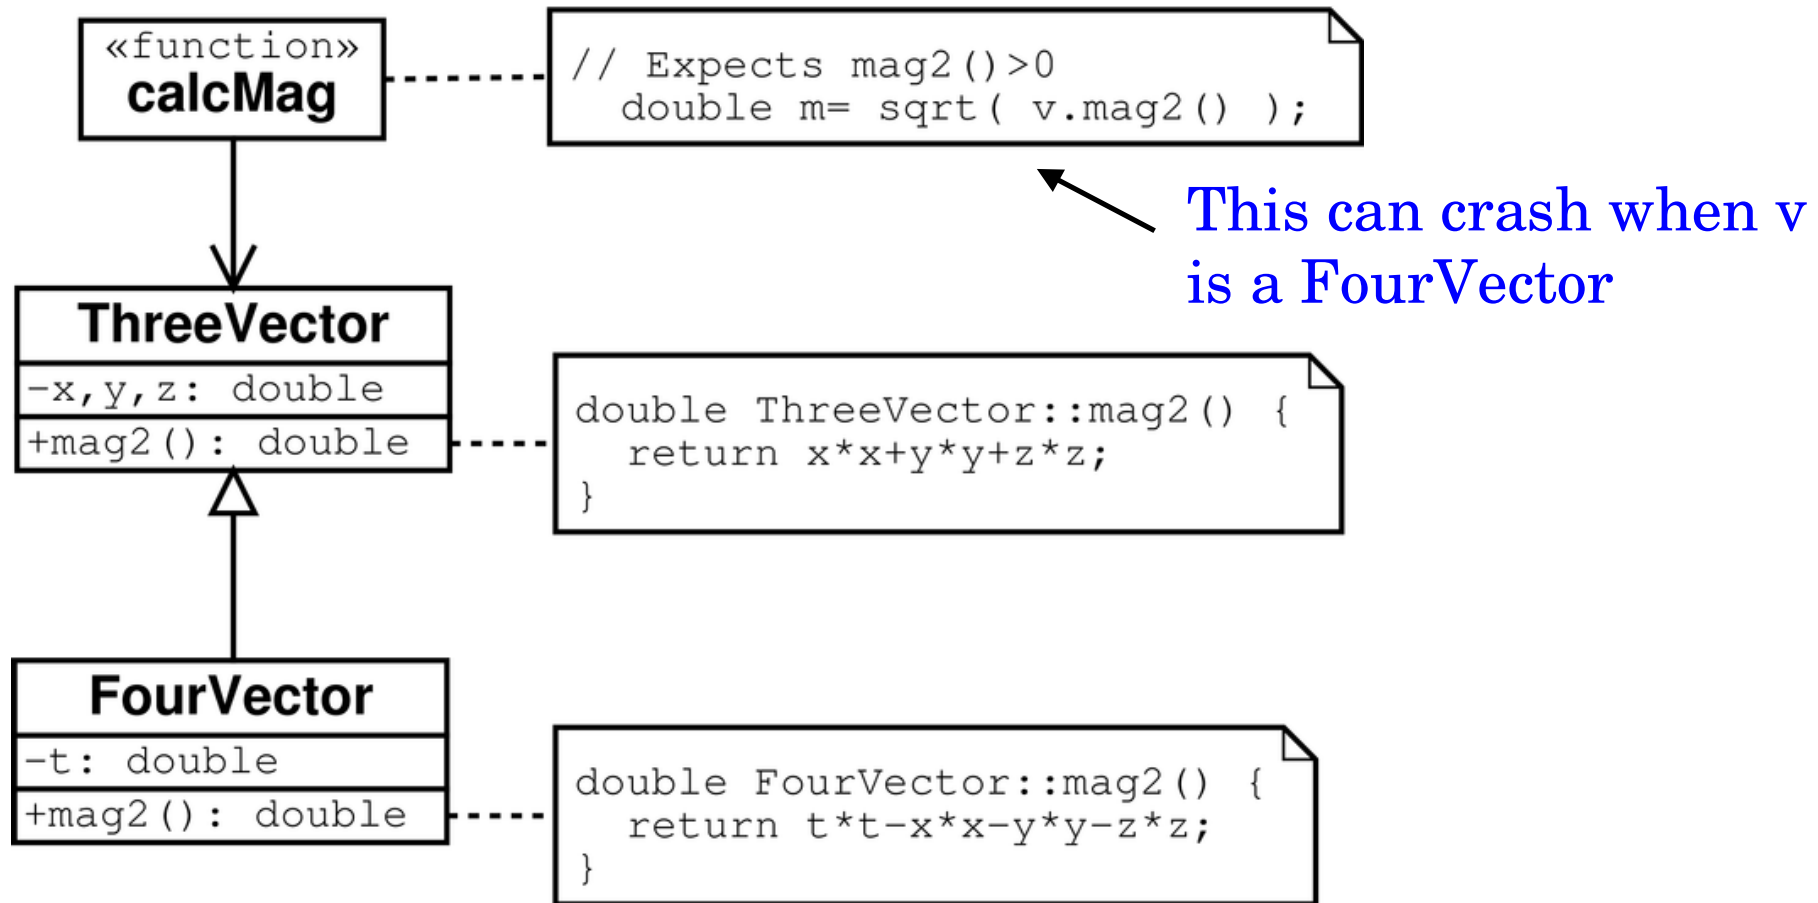 «function»
calcMag
// Expects mag2()>0
double m= sqrt( v.mag2() );
This can crash when v
is a FourVector
ThreeVector
-x,y,z: double
+mag2(): double
double ThreeVector::mag2() {
return x*x+y*y+z*z;
}
FourVector
-t: double
+mag2(): double
double FourVector::mag2() {
return t*t-x*x-y*y-z*z;
}